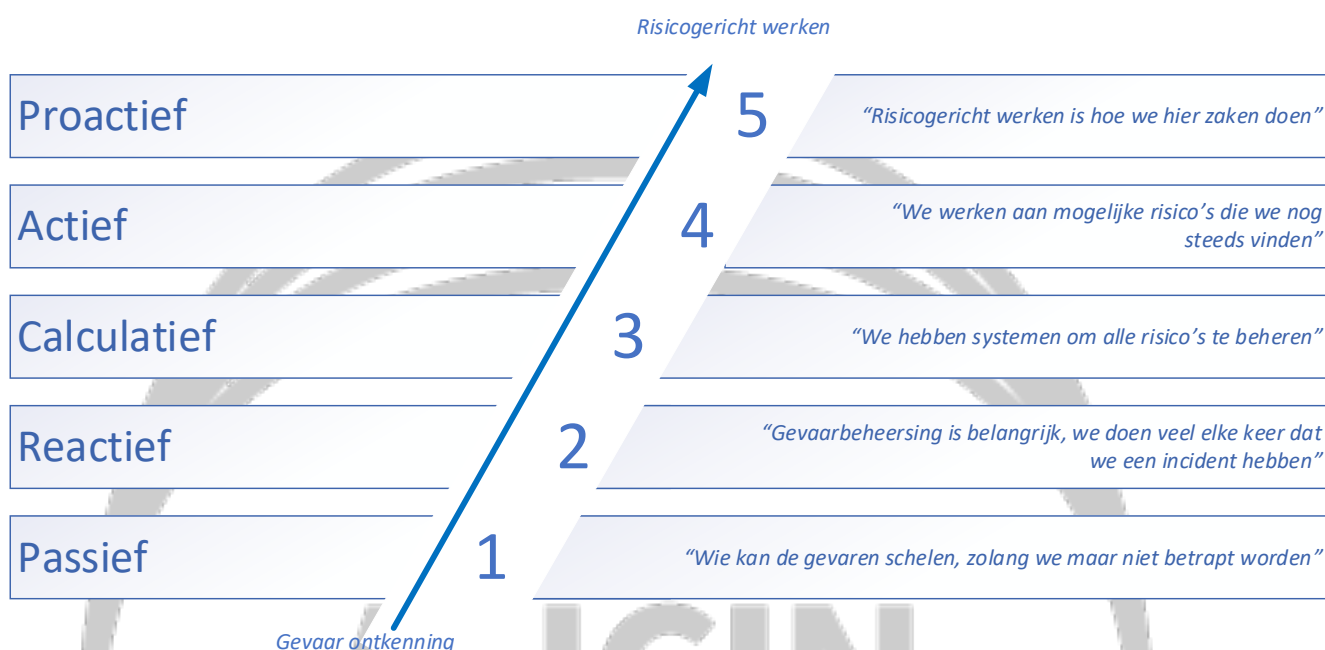 Risicogericht werken
Proactief
5
“Risicogericht werken is hoe we hier zaken doen”
Actief
4
“We werken aan mogelijke risico’s die we nog
steeds vinden”
Calculatief
3
“We hebben systemen om alle risico’s te beheren”
Reactief
2
“Gevaarbeheersing is belangrijk, we doen veel elke keer dat
we een incident hebben”
Passief
1
“Wie kan de gevaren schelen, zolang we maar niet betrapt worden”
Gevaar ontkenning